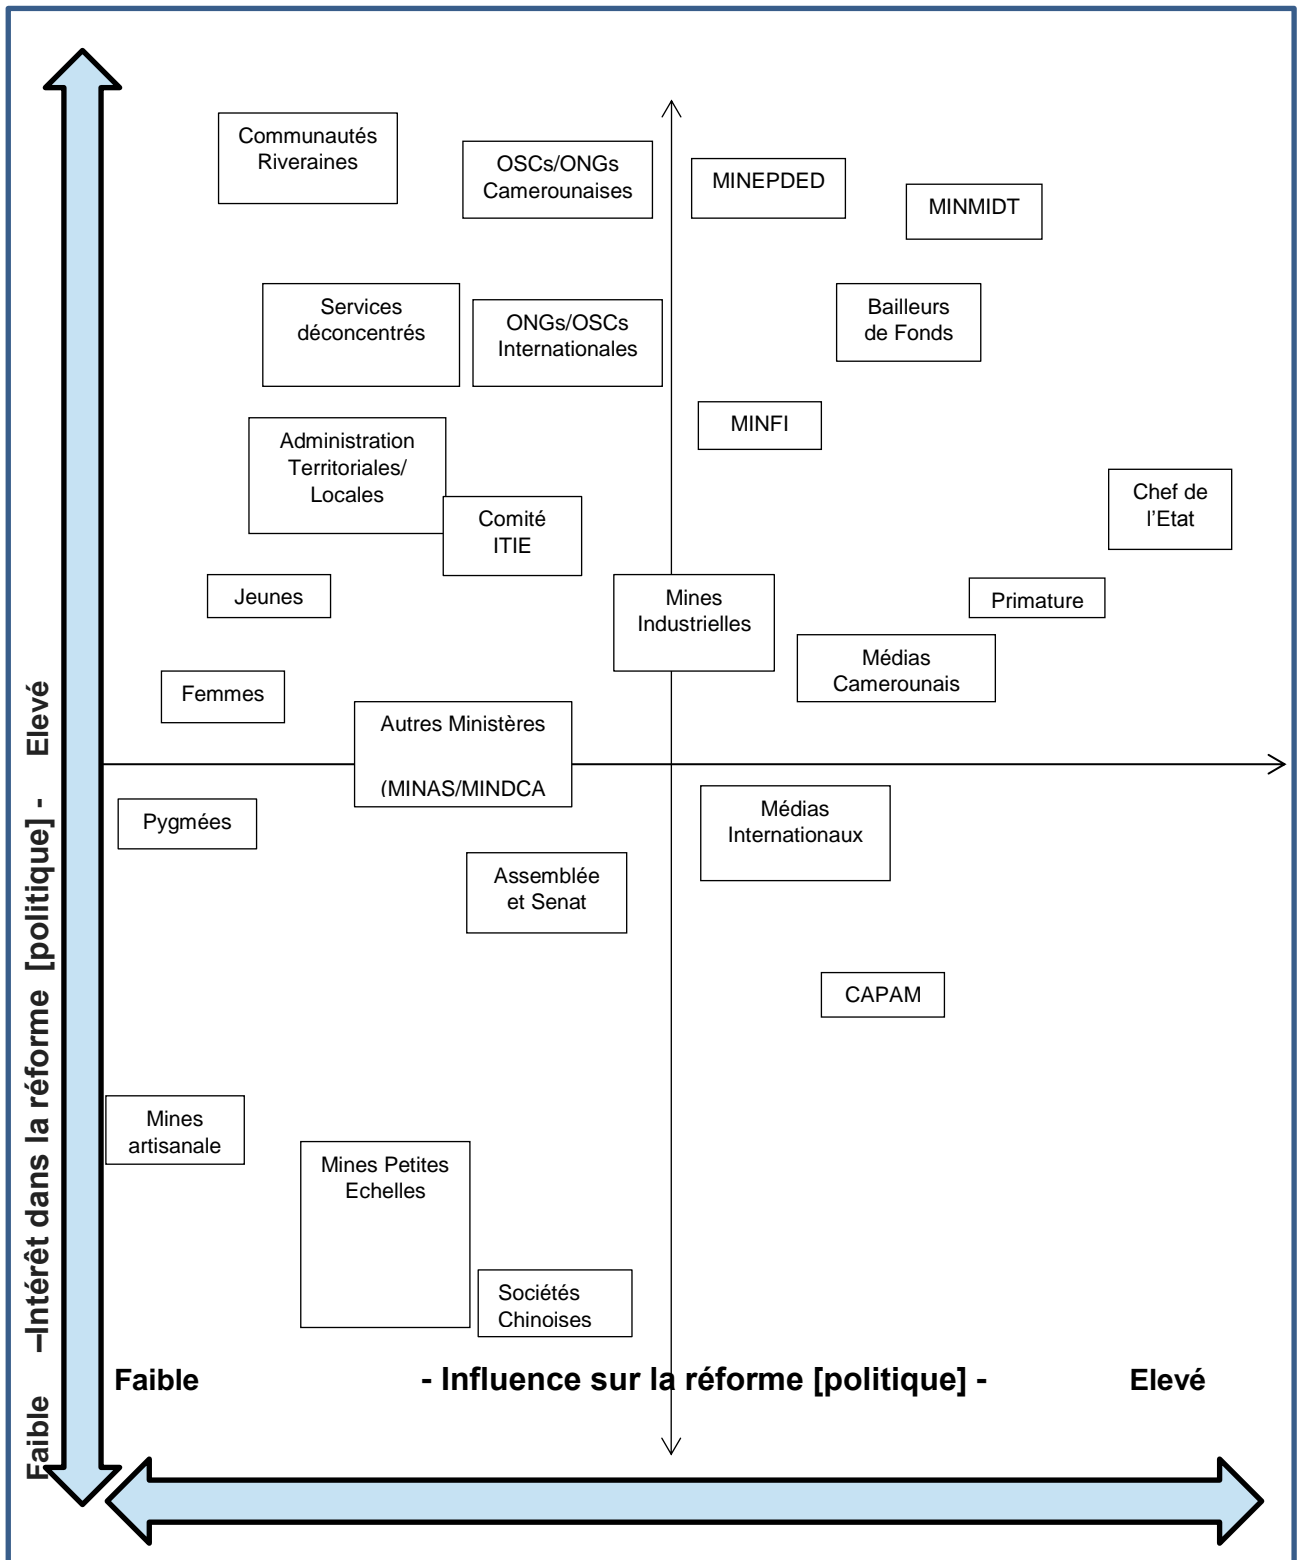 Communautés
Riveraines
OSCs/ONGs
Camerounaises
MINEPDED
MINMIDT
Services
déconcentrés
ONGs/OSCs
Internationales
Bailleurs
de Fonds
MINFI
Administration
Territoriales/
Locales
Comité
ITIE
Chef de
l'Etat
Jeunes
Mines
Industrielles
Primature
Médias
Camerounais
Femmes
Autres Ministères
(MINAS/MINDCA
Pygmées
Médias
Internationaux
Assemblée
et Senat
CAPAM
Mines
artisanale
Mines Petites
Echelles
Sociétés
Chinoises
Faible –Intérêt dans la réforme [politique] - Elevé
Faible - Influence sur la réforme [politique] - Elevé